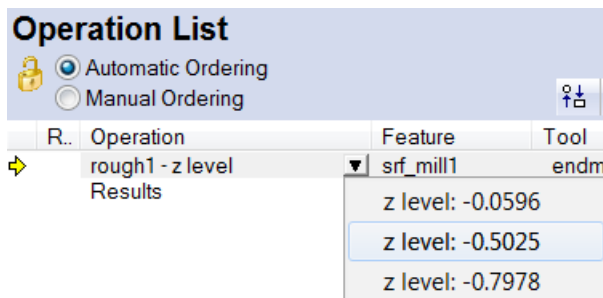 Operation List
Automatic Ordering
Manual Ordering
R.. Operation Feature Tool
rough1 - z level srf_mill1 endm
Results
z level: -0.0596
z level: -0.5025
z level: -0.7978